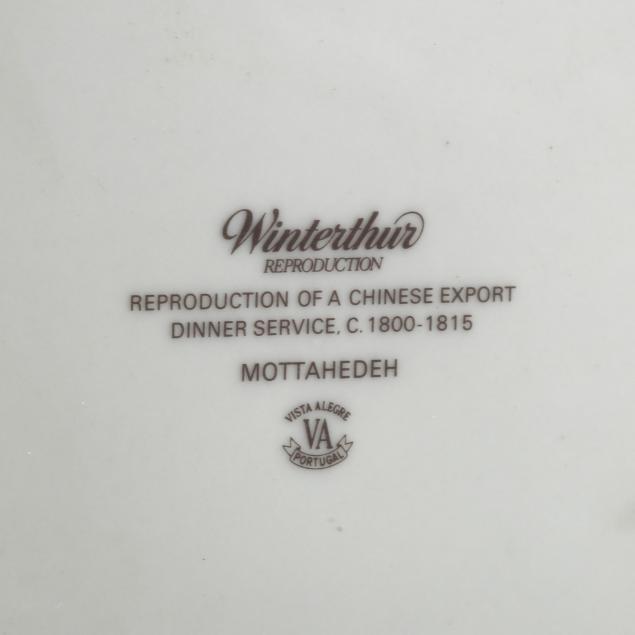 Winterthur
REPRODUCTION
REPRODUCTION OF A CHINESE EXPORT
DINNER SERVICE, C. 1800-1815
MOTTAHEDEH
VISTA ALEGRE
VA
PORTUGAL